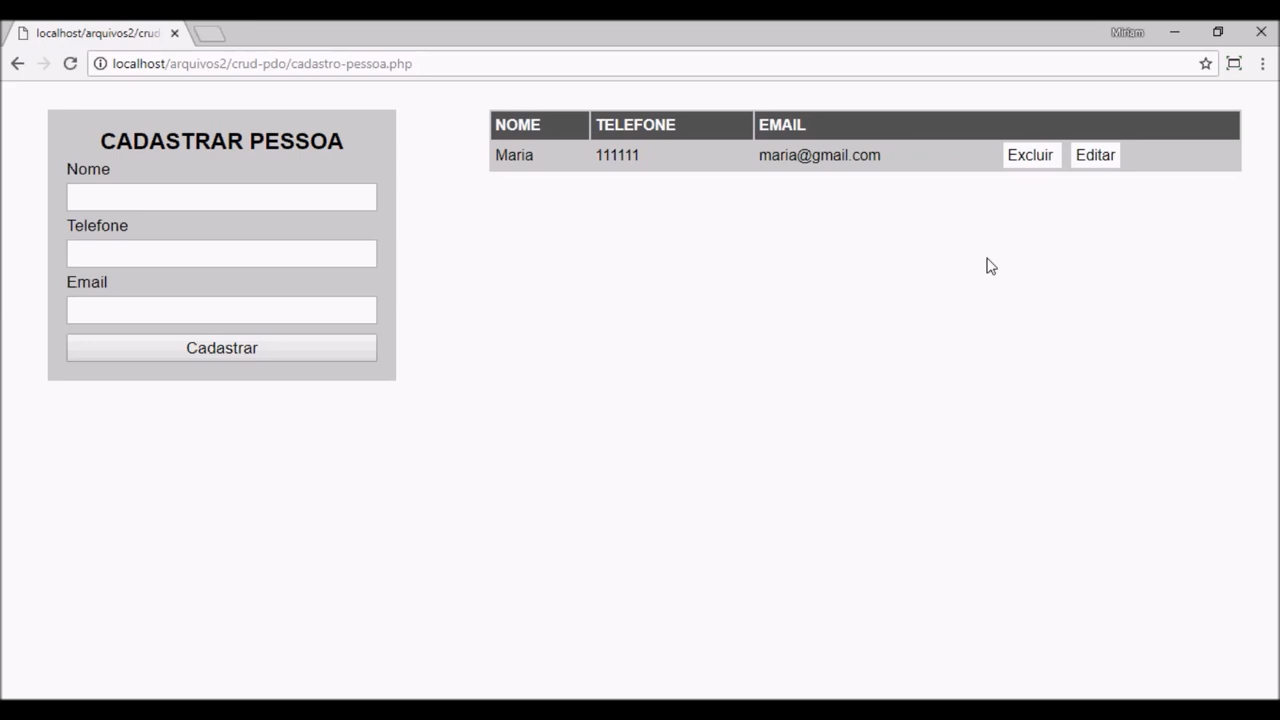 localhost/arquivos2/crud
Miriam
localhost/arquivos2/crud-pdo/cadastro-pessoa.php
CADASTRAR PESSOA
Nome
Telefone
Email
Cadastrar
NOME TELEFONE EMAIL
Maria 111111 maria@gmail.com Excluir Editar